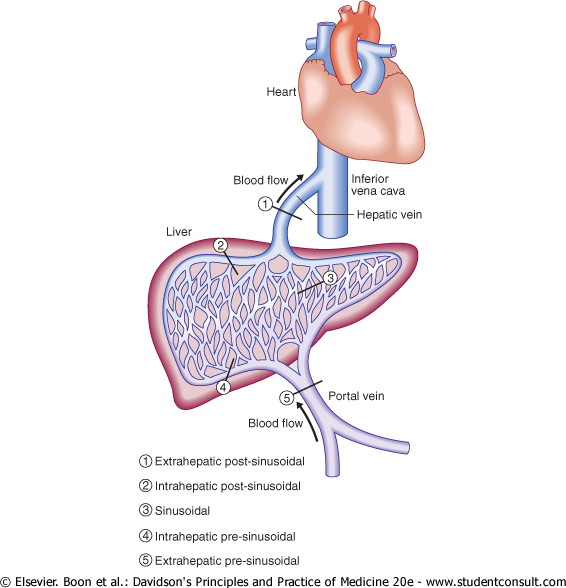 Heart
Blood flow
Inferior
vena cava
1
Hepatic vein
Liver
2
3
4
5
Portal vein
Blood flow
1 Extrahepatic post-sinusoidal
2 Intrahepatic post-sinusoidal
3 Sinusoidal
4 Intrahepatic pre-sinusoidal
5 Extrahepatic pre-sinusoidal
© Elsevier. Boon et al.: Davidson's Principles and Practice of Medicine 20e - www.studentconsult.com